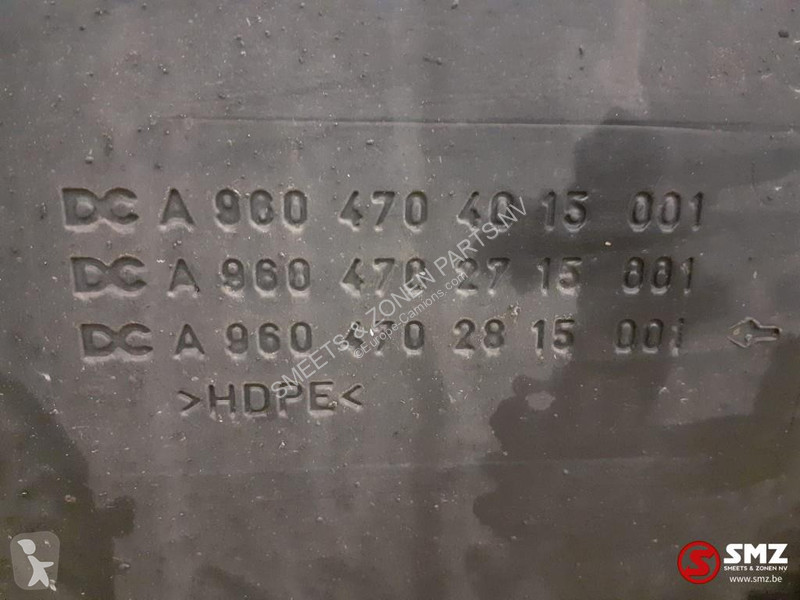 DC A 960 470 40 15 001
DC A 960 470 27 15 001
DC A 960 470 28 15 001
>HDPE<
SMEETS & ZONEN PARTS NV
©Europe-Camions.com
SMZ
SMEETS & ZONEN NV
SMZ.BE